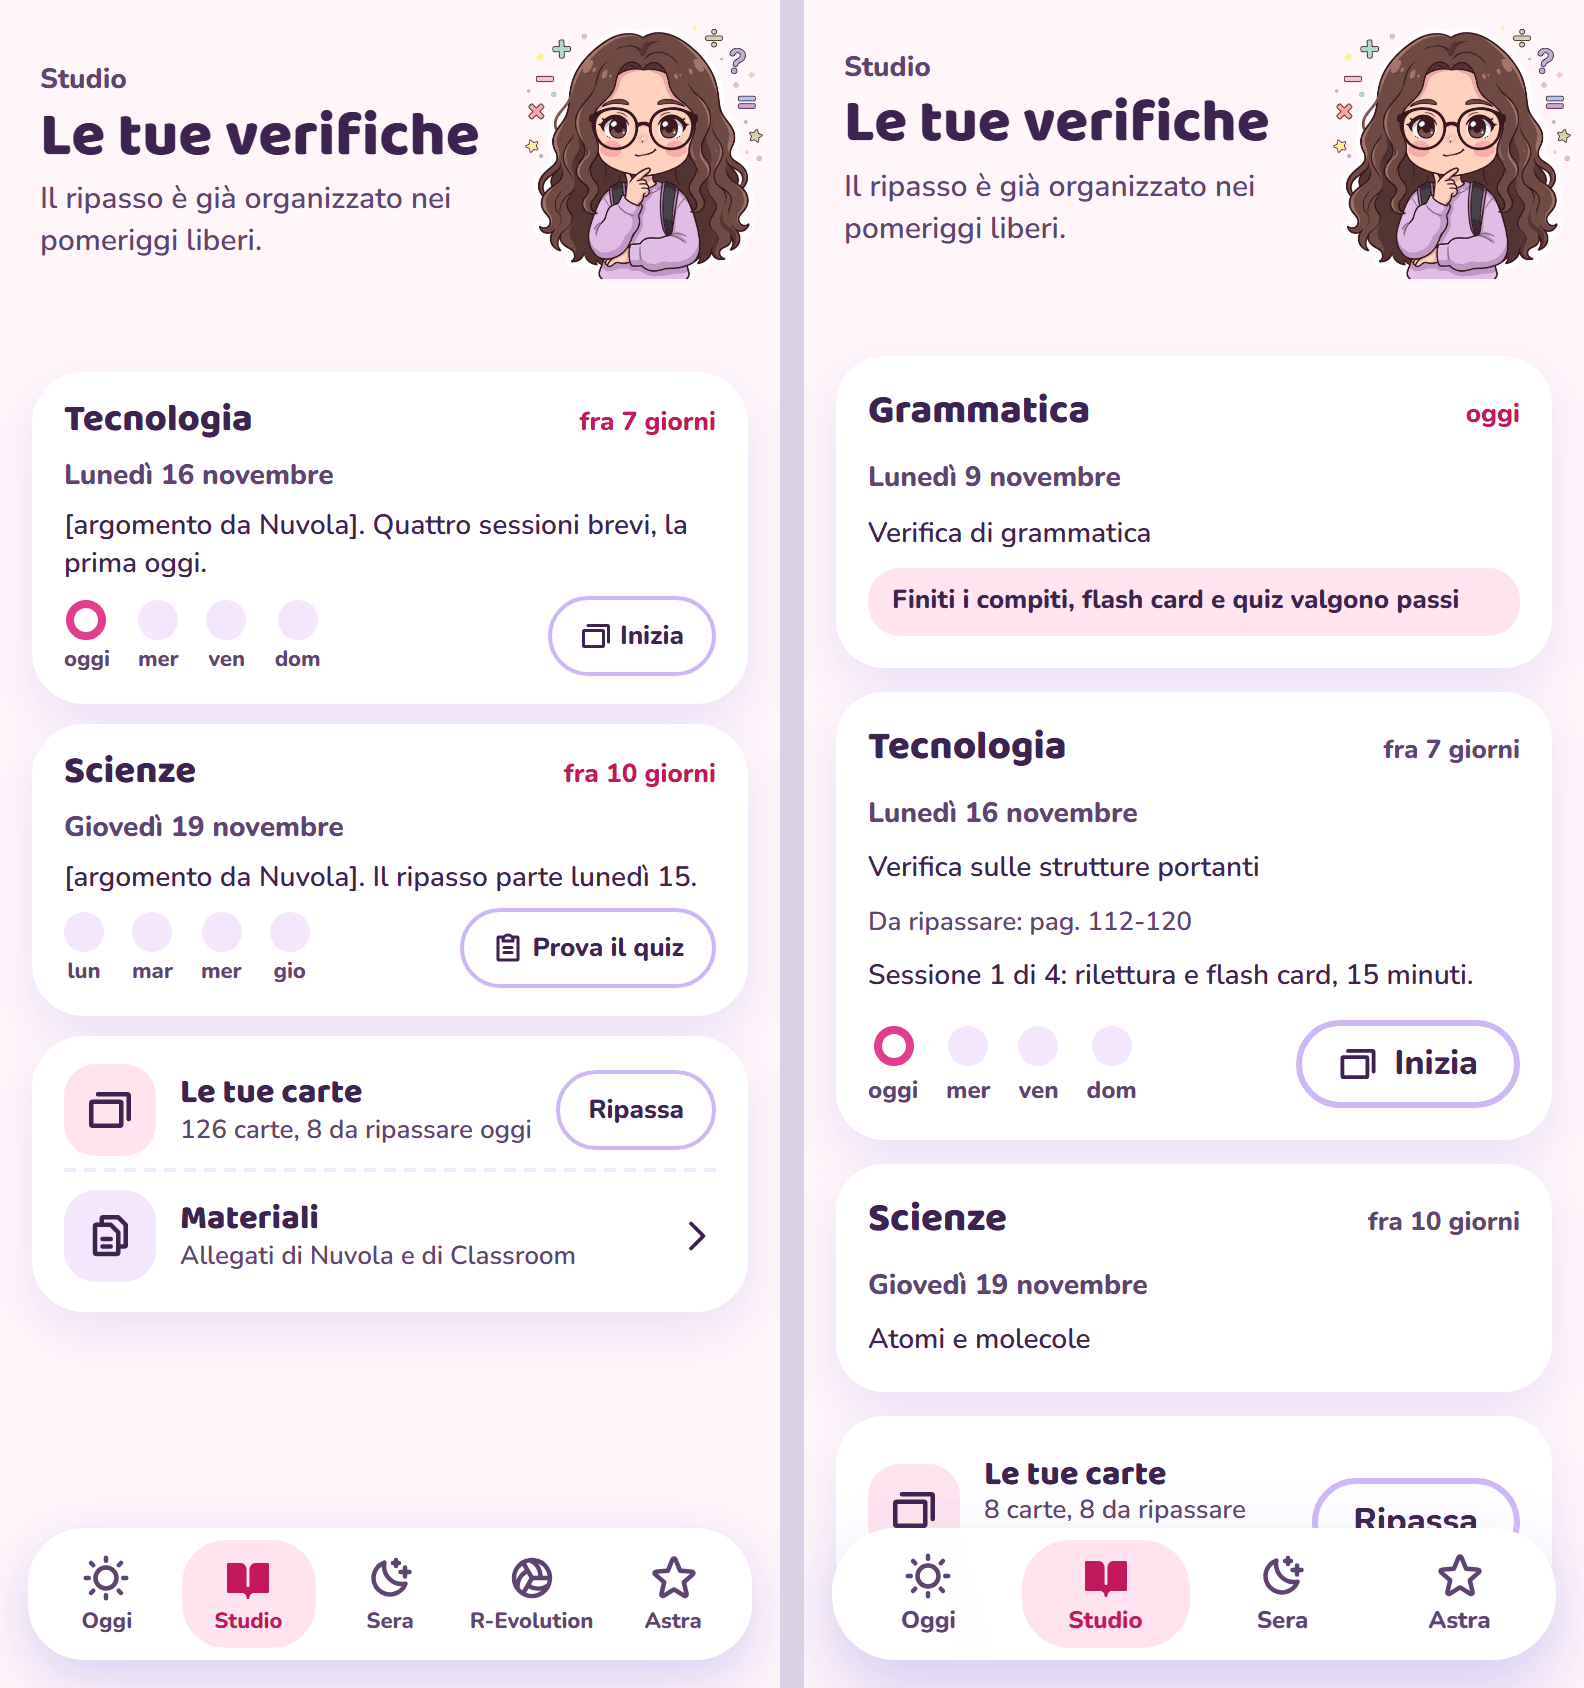 Studio
Le tue verifiche
Il ripasso è già organizzato nei
pomeriggi liberi.
Tecnologia
fra 7 giorni
Lunedì 16 novembre
[argomento da Nuvola]. Quattro sessioni brevi, la
prima oggi.
oggi mer ven dom
Inizia
Scienze
fra 10 giorni
Giovedì 19 novembre
[argomento da Nuvola]. Il ripasso parte lunedì 15.
lun mar mer gio
Prova il quiz
Le tue carte
126 carte, 8 da ripassare oggi
Ripassa
Materiali
Allegati di Nuvola e di Classroom
Oggi Studio Sera R-Evolution Astra
Studio
Le tue verifiche
Il ripasso è già organizzato nei
pomeriggi liberi.
Grammatica
oggi
Lunedì 9 novembre
Verifica di grammatica
Finiti i compiti, flash card e quiz valgono passi
Tecnologia
fra 7 giorni
Lunedì 16 novembre
Verifica sulle strutture portanti
Da ripassare: pag. 112-120
Sessione 1 di 4: rilettura e flash card, 15 minuti.
oggi mer ven dom
Inizia
Scienze
fra 10 giorni
Giovedì 19 novembre
Atomi e molecole
Le tue carte
8 carte, 8 da ripassare
Ripassa
Oggi Studio Sera Astra